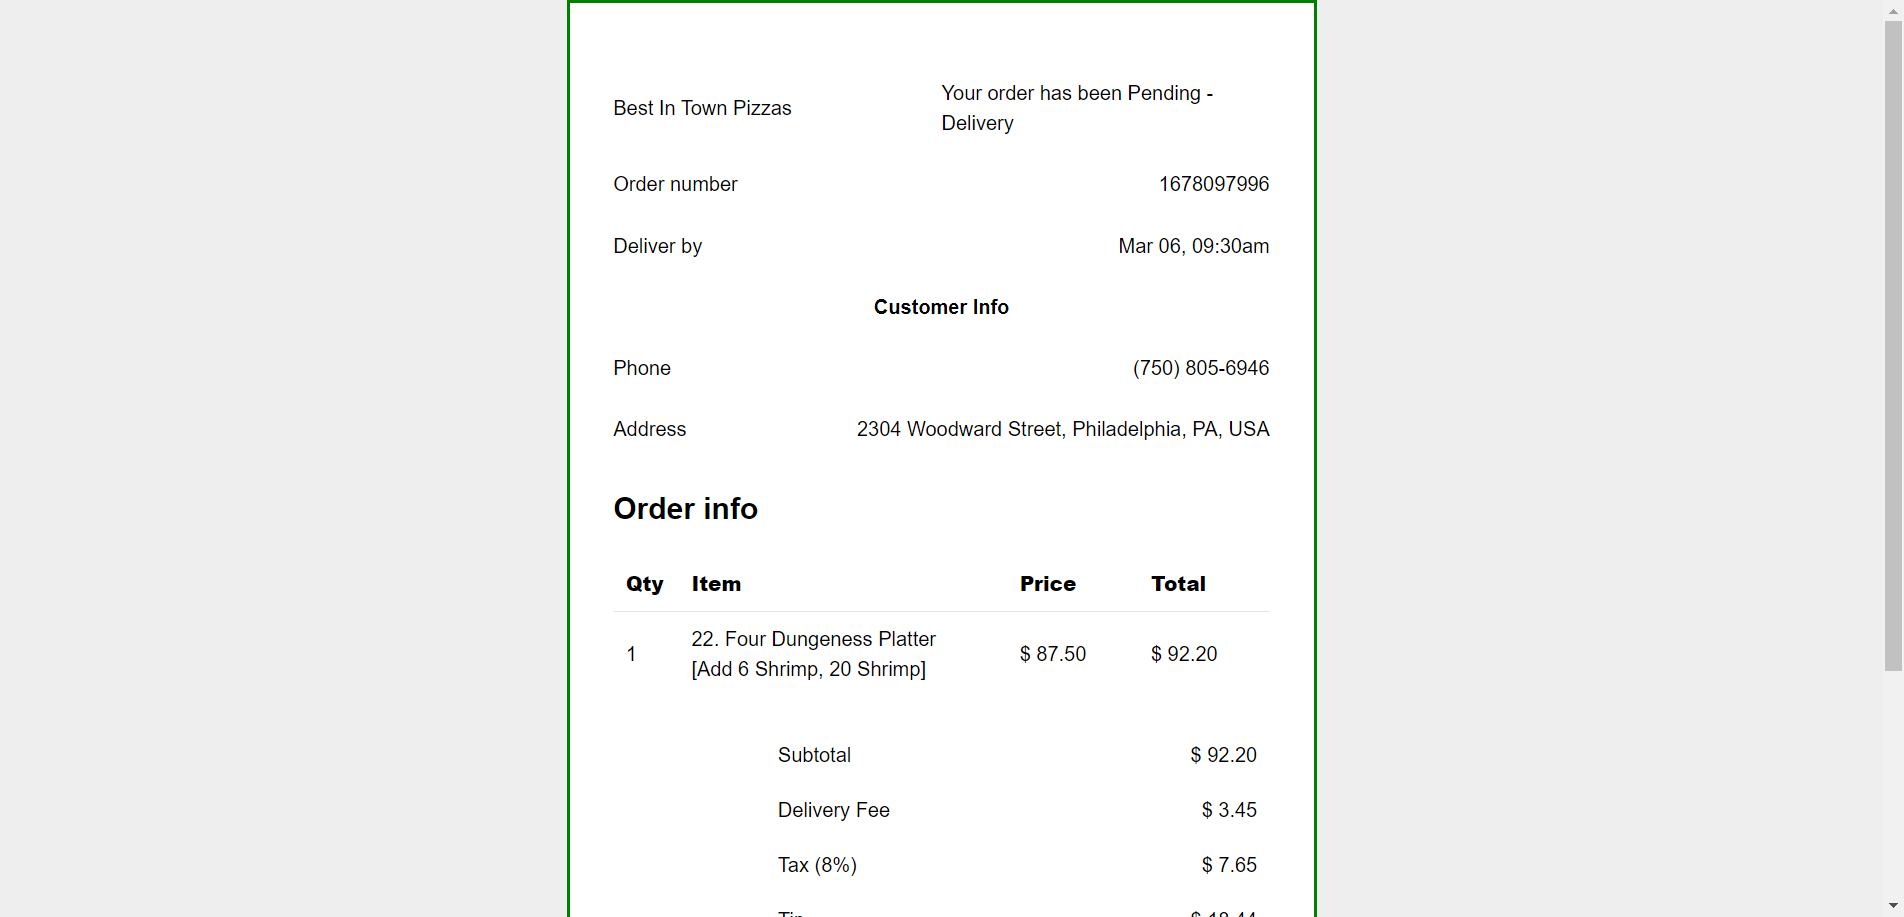 Best In Town Pizzas
Your order has been Pending -
Delivery
Order number 1678097996
Deliver by Mar 06, 09:30am
Customer Info
Phone (750) 805-6946
Address 2304 Woodward Street, Philadelphia, PA, USA
Order info
Qty Item Price Total
1 22. Four Dungeness Platter $ 87.50 $ 92.20
[Add 6 Shrimp, 20 Shrimp]
Subtotal $ 92.20
Delivery Fee $ 3.45
Tax (8%) $ 7.65